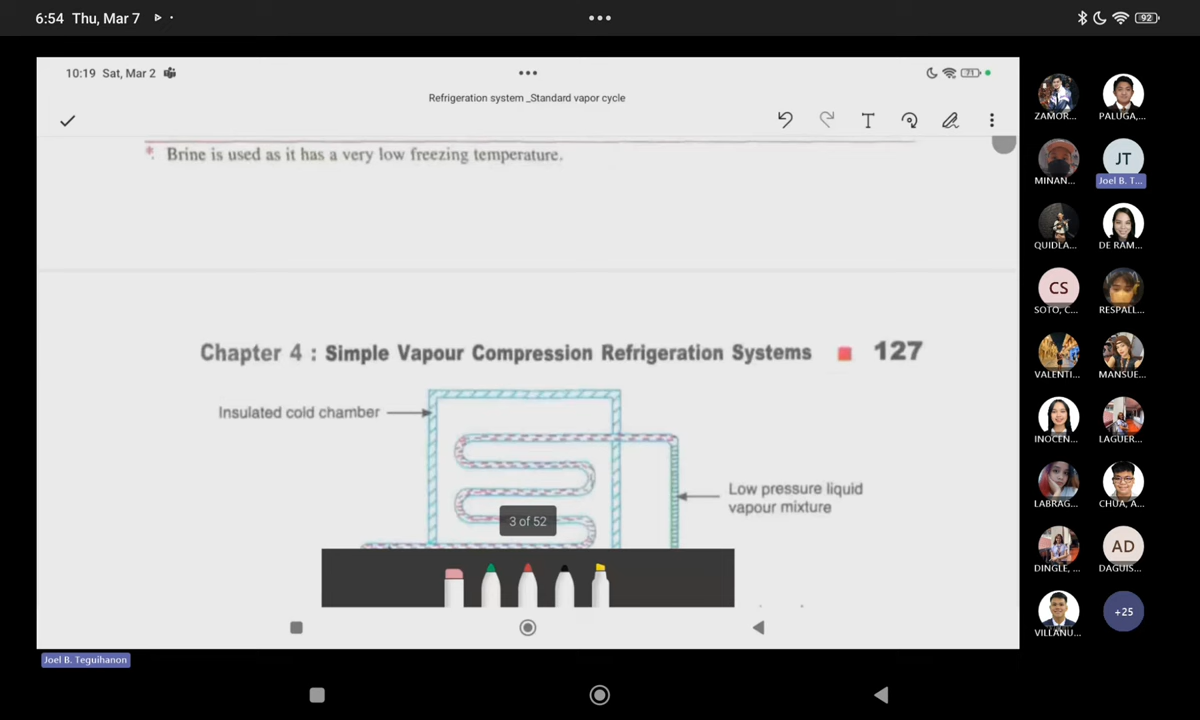 6:54 Thu, Mar 7
92
10:19 Sat, Mar 2
71
Refrigeration system _Standard vapor cycle
T
*. Brine is used as it has a very low freezing temperature.
Chapter 4 : Simple Vapour Compression Refrigeration Systems 127
Insulated cold chamber
Low pressure liquid
vapour mixture
3 of 52
Joel B. Teguihanon
ZAMOR...
PALUGA,...
MINAN...
JT
Joel B. T...
QUIDLA...
DE RAM...
CS
SOTO, C...
RESPALL...
VALENTI...
MANSUE...
INOCEN...
LAGUER...
LABRAG...
CHUA, A...
DINGLE, ...
AD
DAGUIS...
VILLANU...
+25